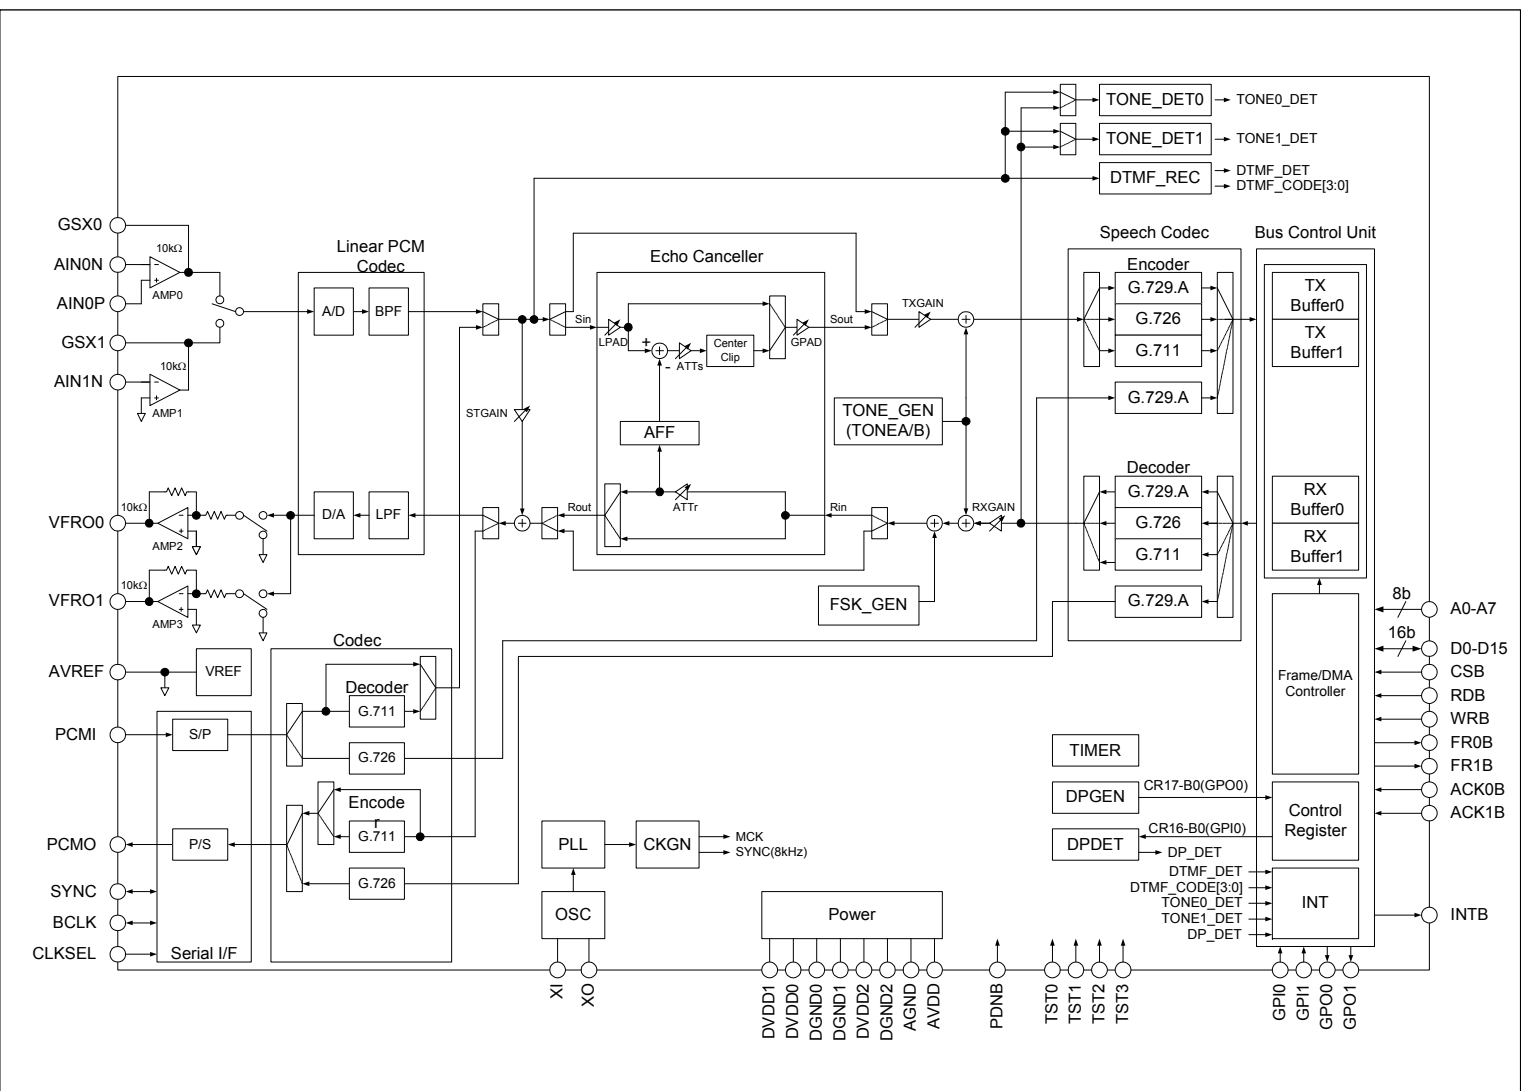 TONE_DET0
TONE0_DET
TONE_DET1
TONE1_DET
DTMF_REC
DTMF_DET
DTMF_CODE[3:0]
GSX0
10kΩ
AIN0N
AIN0P
AMP0
GSX1
10kΩ
AIN1N
AMP1
Linear PCM
Codec
A/D
BPF
D/A
LPF
STGAIN
Echo Canceller
Sin
LPAD
+
-
ATTs
Center
Clip
GPAD
Sout
AFF
ATTr
Rout
Rin
TXGAIN
TONE_GEN
(TONEA/B)
RXGAIN
FSK_GEN
Speech Codec
Encoder
G.729.A
G.726
G.711
G.729.A
Decoder
G.729.A
G.726
G.711
G.729.A
Bus Control Unit
TX
Buffer0
TX
Buffer1
RX
Buffer0
RX
Buffer1
Frame/DMA
Controller
Control
Register
INT
VFRO0
10kΩ
AMP2
VFRO1
10kΩ
AMP3
AVREF
VREF
PCMI
S/P
PCMO
P/S
SYNC
BCLK
CLKSEL
Serial I/F
Codec
Decoder
G.711
G.726
Encode
r
G.711
G.726
PLL
CKGN
MCK
SYNC(8kHz)
OSC
XI
XO
Power
DVDD1
DVDD0
DGND0
DGND1
DVDD2
DGND2
AGND
AVDD
PDNB
TST0
TST1
TST2
TST3
TIMER
DPGEN
CR17-B0(GPO0)
DPDET
CR16-B0(GPI0)
DP_DET
DTMF_DET
DTMF_CODE[3:0]
TONE0_DET
TONE1_DET
DP_DET
GPI0
GPI1
GPO0
GPO1
8b
A0-A7
16b
D0-D15
CSB
RDB
WRB
FR0B
FR1B
ACK0B
ACK1B
INTB